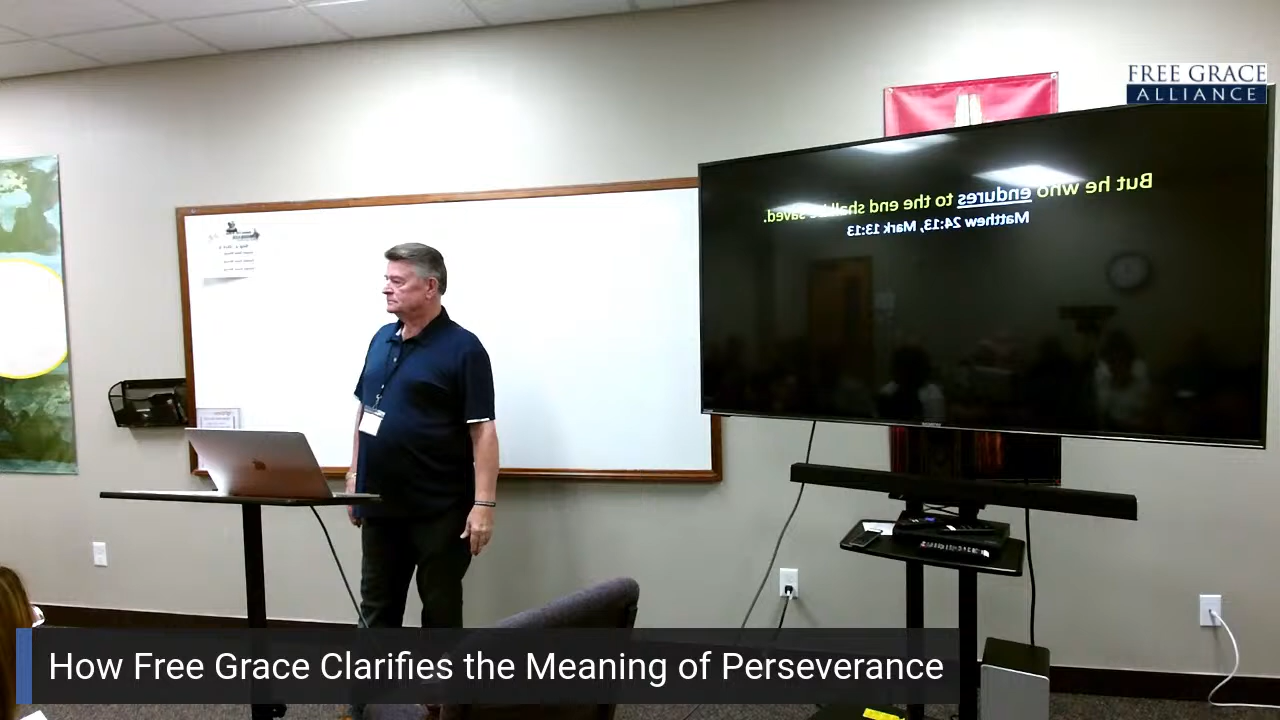 FREE GRACE
ALLIANCE
But he who endures to the end shall be saved.
Matthew 24:13, Mark 13:13
How Free Grace Clarifies the Meaning of Perseverance